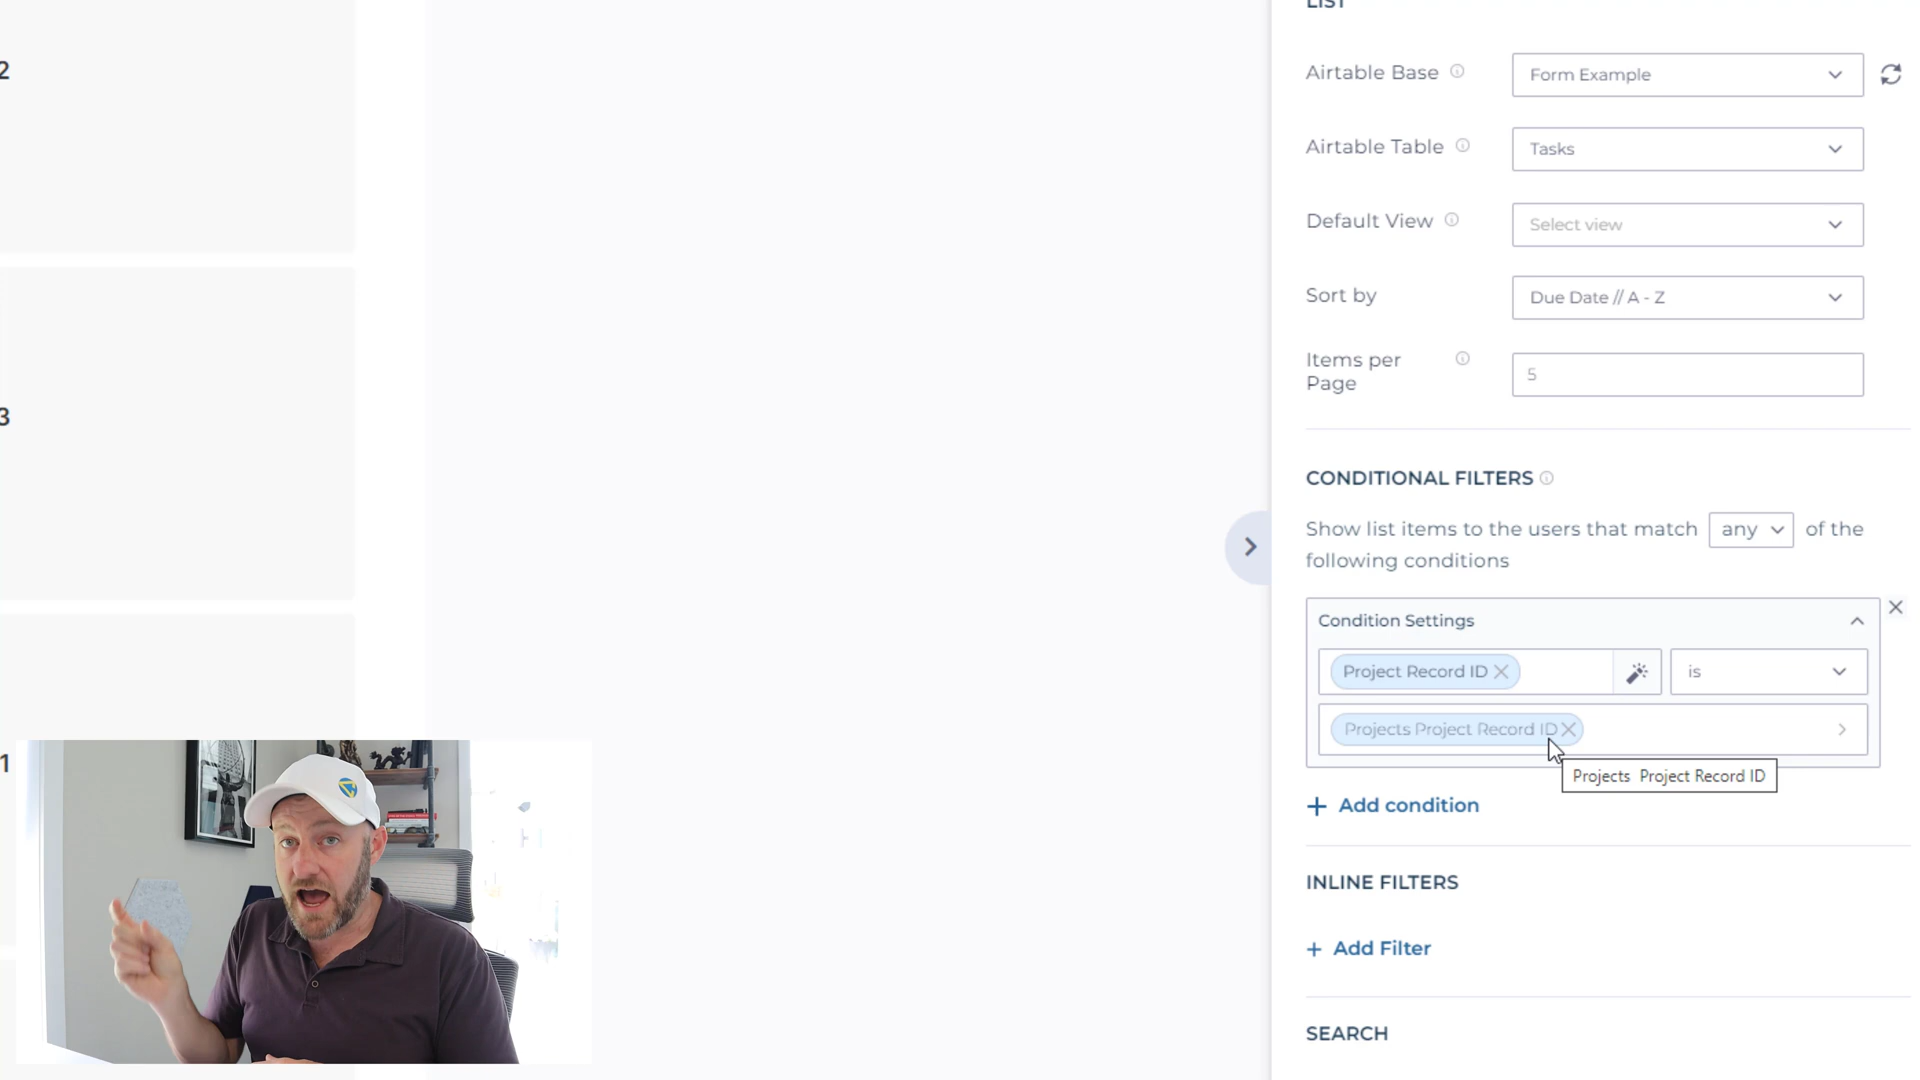 LIST
2
Airtable Base
Form Example
Airtable Table
Tasks
Default View
Select view
Sort by
Due Date // A - Z
Items per
Page
5
3
CONDITIONAL FILTERS
Show list items to the users that match any of the
following conditions
Condition Settings
Project Record ID
is
Projects Project Record ID
Projects Project Record ID
1
Add condition
INLINE FILTERS
+ Add Filter
SEARCH